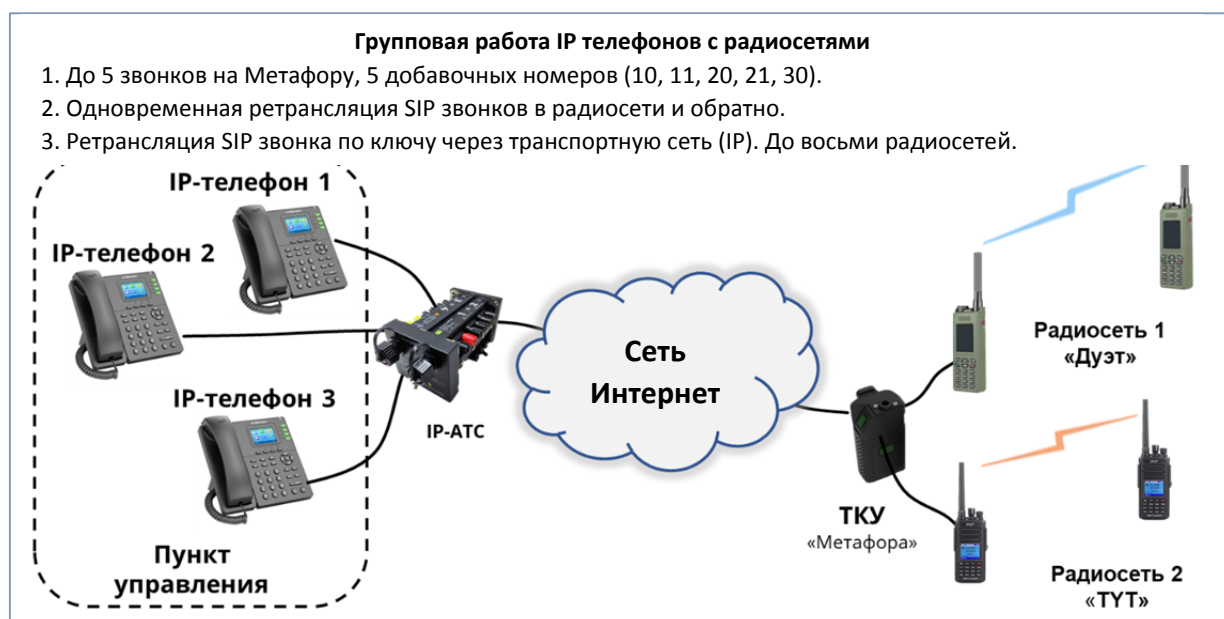 Групповая работа IP телефонов с радиосетями
1. До 5 звонков на Метафору, 5 добавочных номеров (10, 11, 20, 21, 30).
2. Одновременная ретрансляция SIP звонков в радиосети и обратно.
3. Ретрансляция SIP звонка по ключу через транспортную сеть (IP). До восьми радиосетей.
IP-телефон 1
IP-телефон 2
IP-телефон 3
IP-АТС
Пункт
управления
Сеть
Интернет
ТКУ
«Метафора»
Радиосеть 1
«Дуэт»
Радиосеть 2
«TYT»